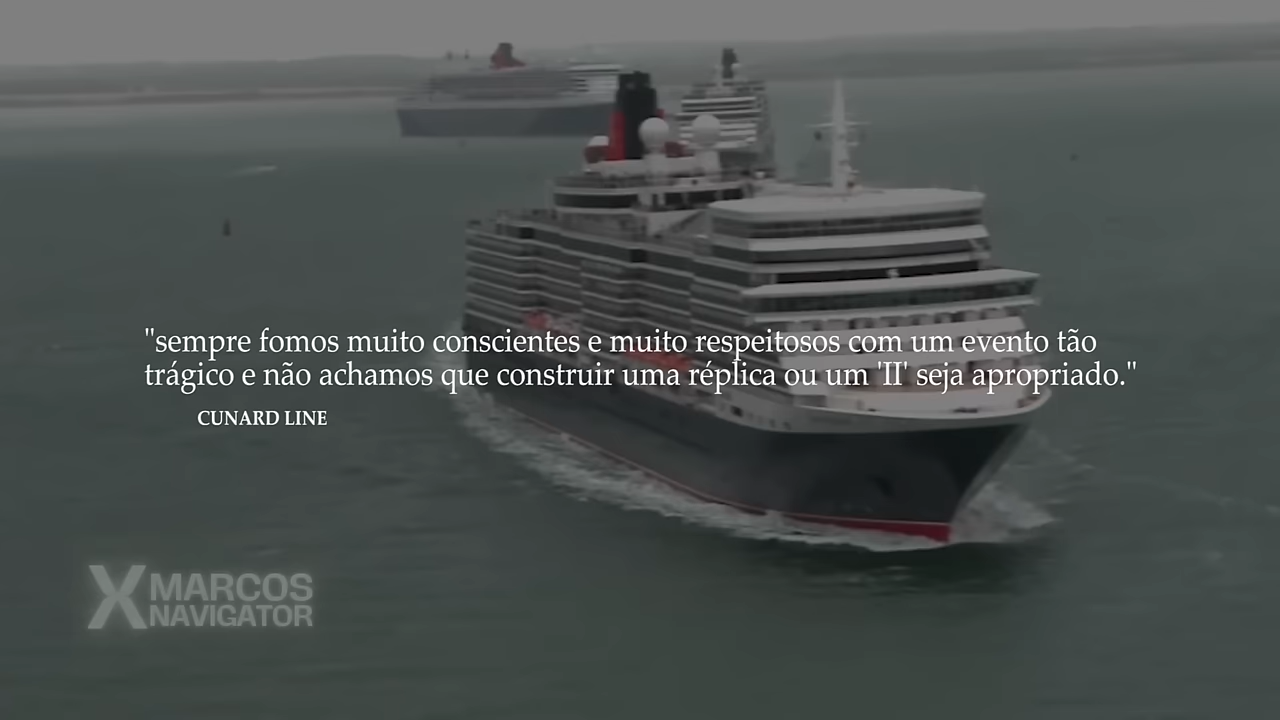 "sempre fomos muito conscientes e muito respeitosos com um evento tão
trágico e não achamos que construir uma réplica ou um 'II' seja apropriado."
CUNARD LINE
X MARCOS
NAVIGATOR